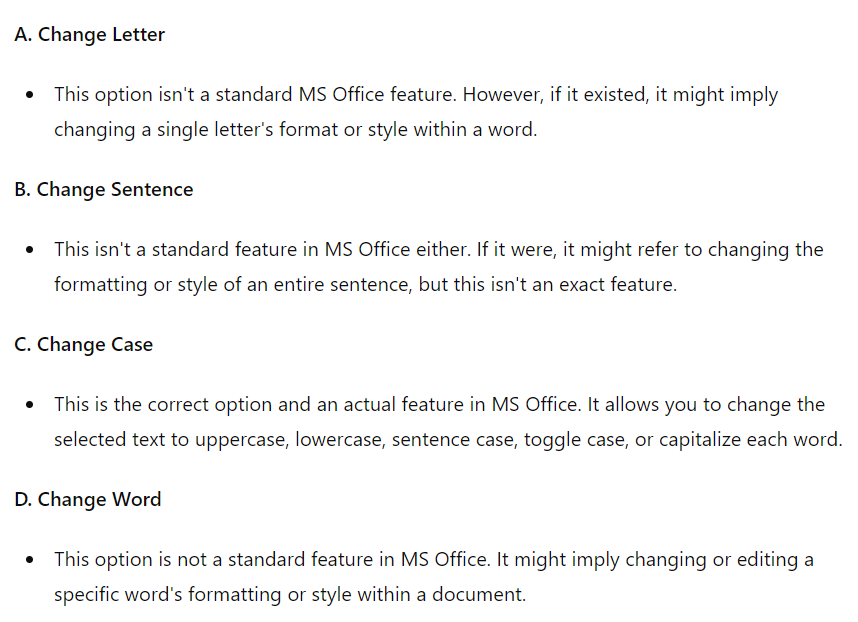 A. Change Letter
• This option isn't a standard MS Office feature. However, if it existed, it might imply
changing a single letter's format or style within a word.
B. Change Sentence
• This isn't a standard feature in MS Office either. If it were, it might refer to changing the
formatting or style of an entire sentence, but this isn't an exact feature.
C. Change Case
• This is the correct option and an actual feature in MS Office. It allows you to change the
selected text to uppercase, lowercase, sentence case, toggle case, or capitalize each word.
D. Change Word
• This option is not a standard feature in MS Office. It might imply changing or editing a
specific word's formatting or style within a document.